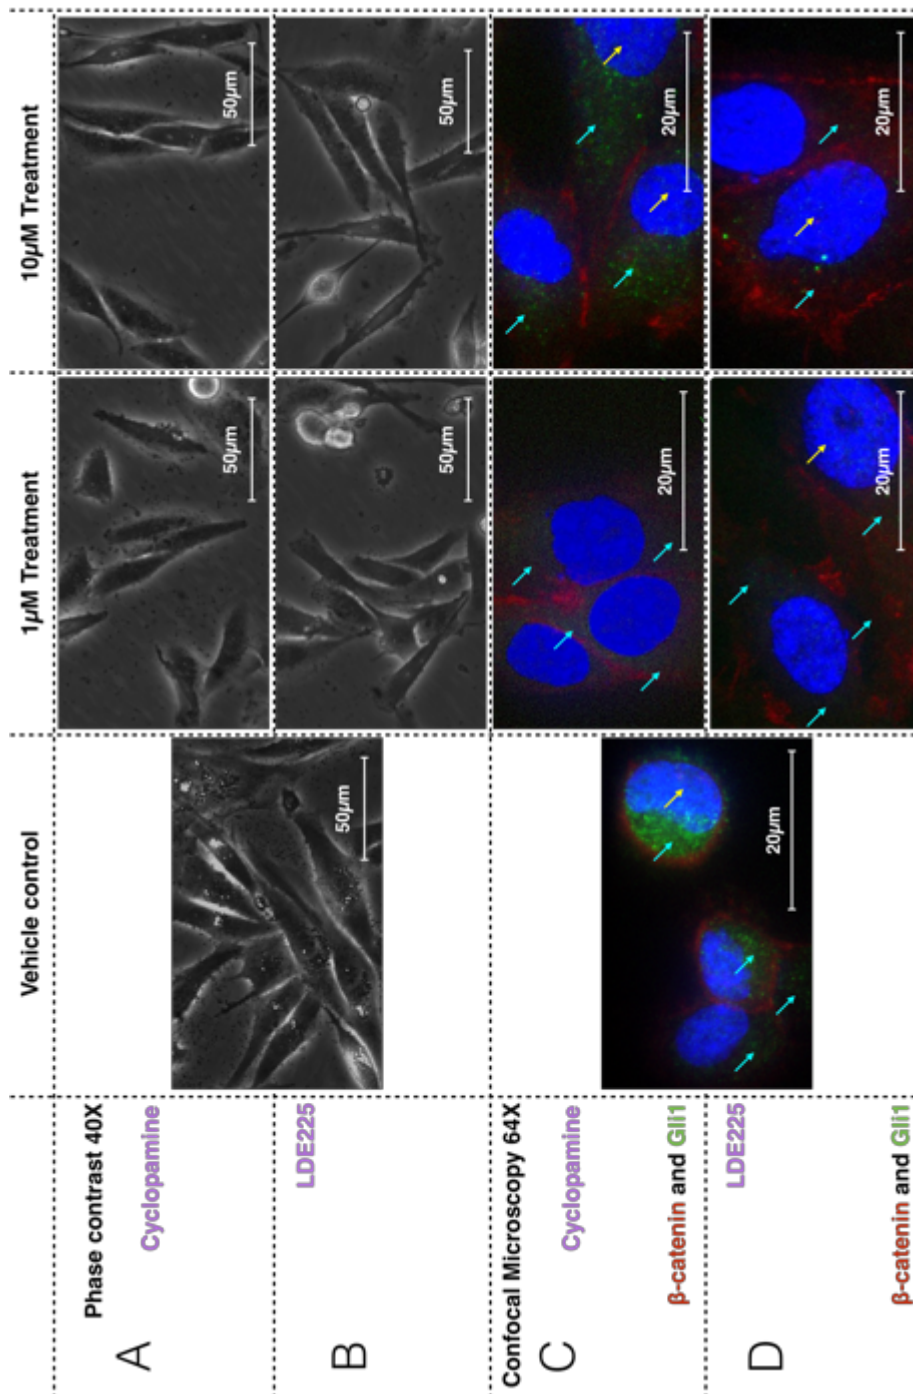 Vehicle control
1μM Treatment
10μM Treatment
A
Phase contrast 40X
Cyclopamine
50μm
50μm
50μm
B
LDE225
50μm
50μm
C
Confocal Microscopy 64X
Cyclopamine
β-catenin and Gli1
20μm
20μm
20μm
D
LDE225
β-catenin and Gli1
20μm
20μm